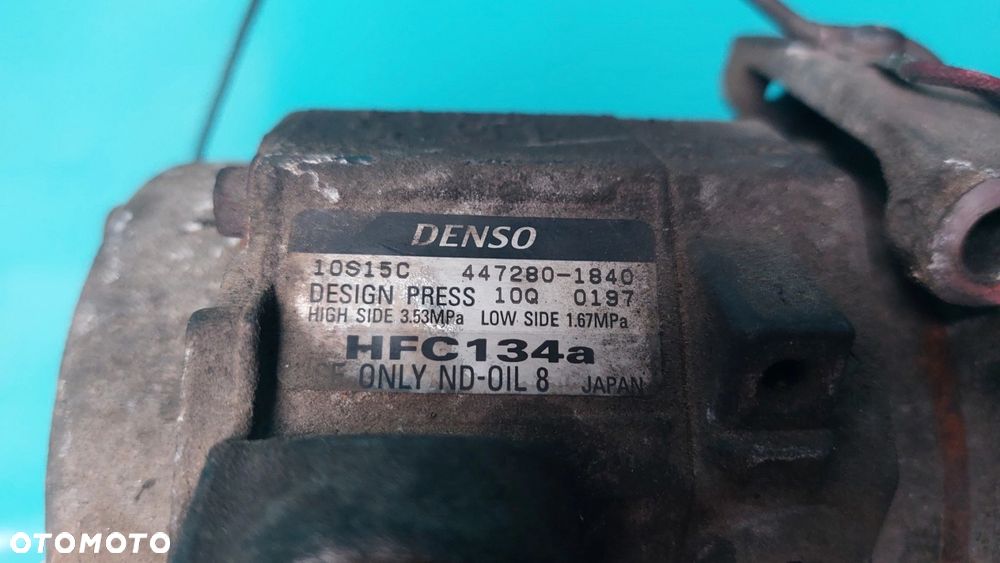 DENSO
10S15C 447280-1840
DESIGN PRESS 10Q 0197
HIGH SIDE 3.53MPa LOW SIDE 1.67MPa
HFC134a
ONLY ND-OIL 8 JAPAN
OTOMOTO